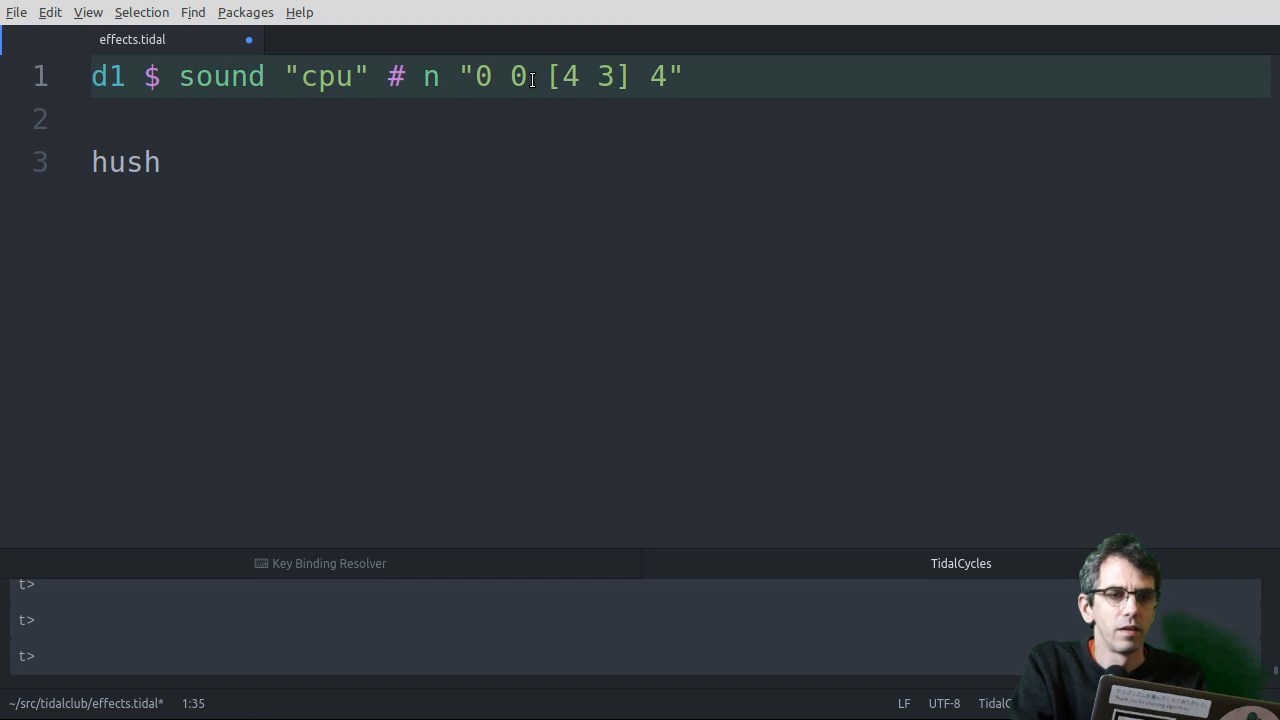 File Edit View Selection Find Packages Help
effects.tidal
1 d1 $ sound "cpu" # n "0 0 [4 3] 4"
2
3 hush
Key Binding Resolver TidalCycles
t>
t>
t>
~/src/tidalclub/effects.tidal* 1:35 LF UTF-8 TidalC